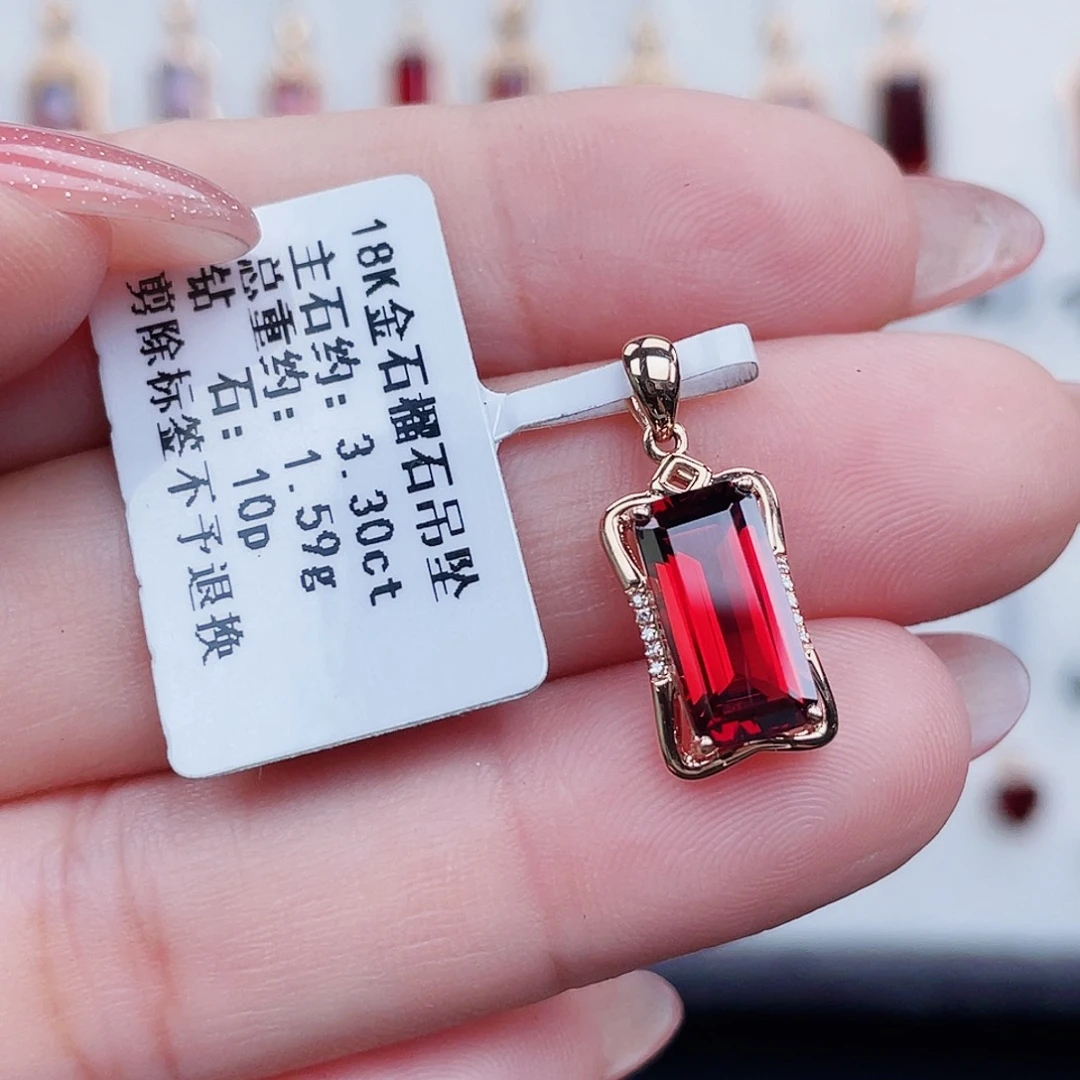 18K金石榴石吊坠
主石约: 3.30ct
总重约: 1.59g
钻 石: 10p
剪除标签不予退换